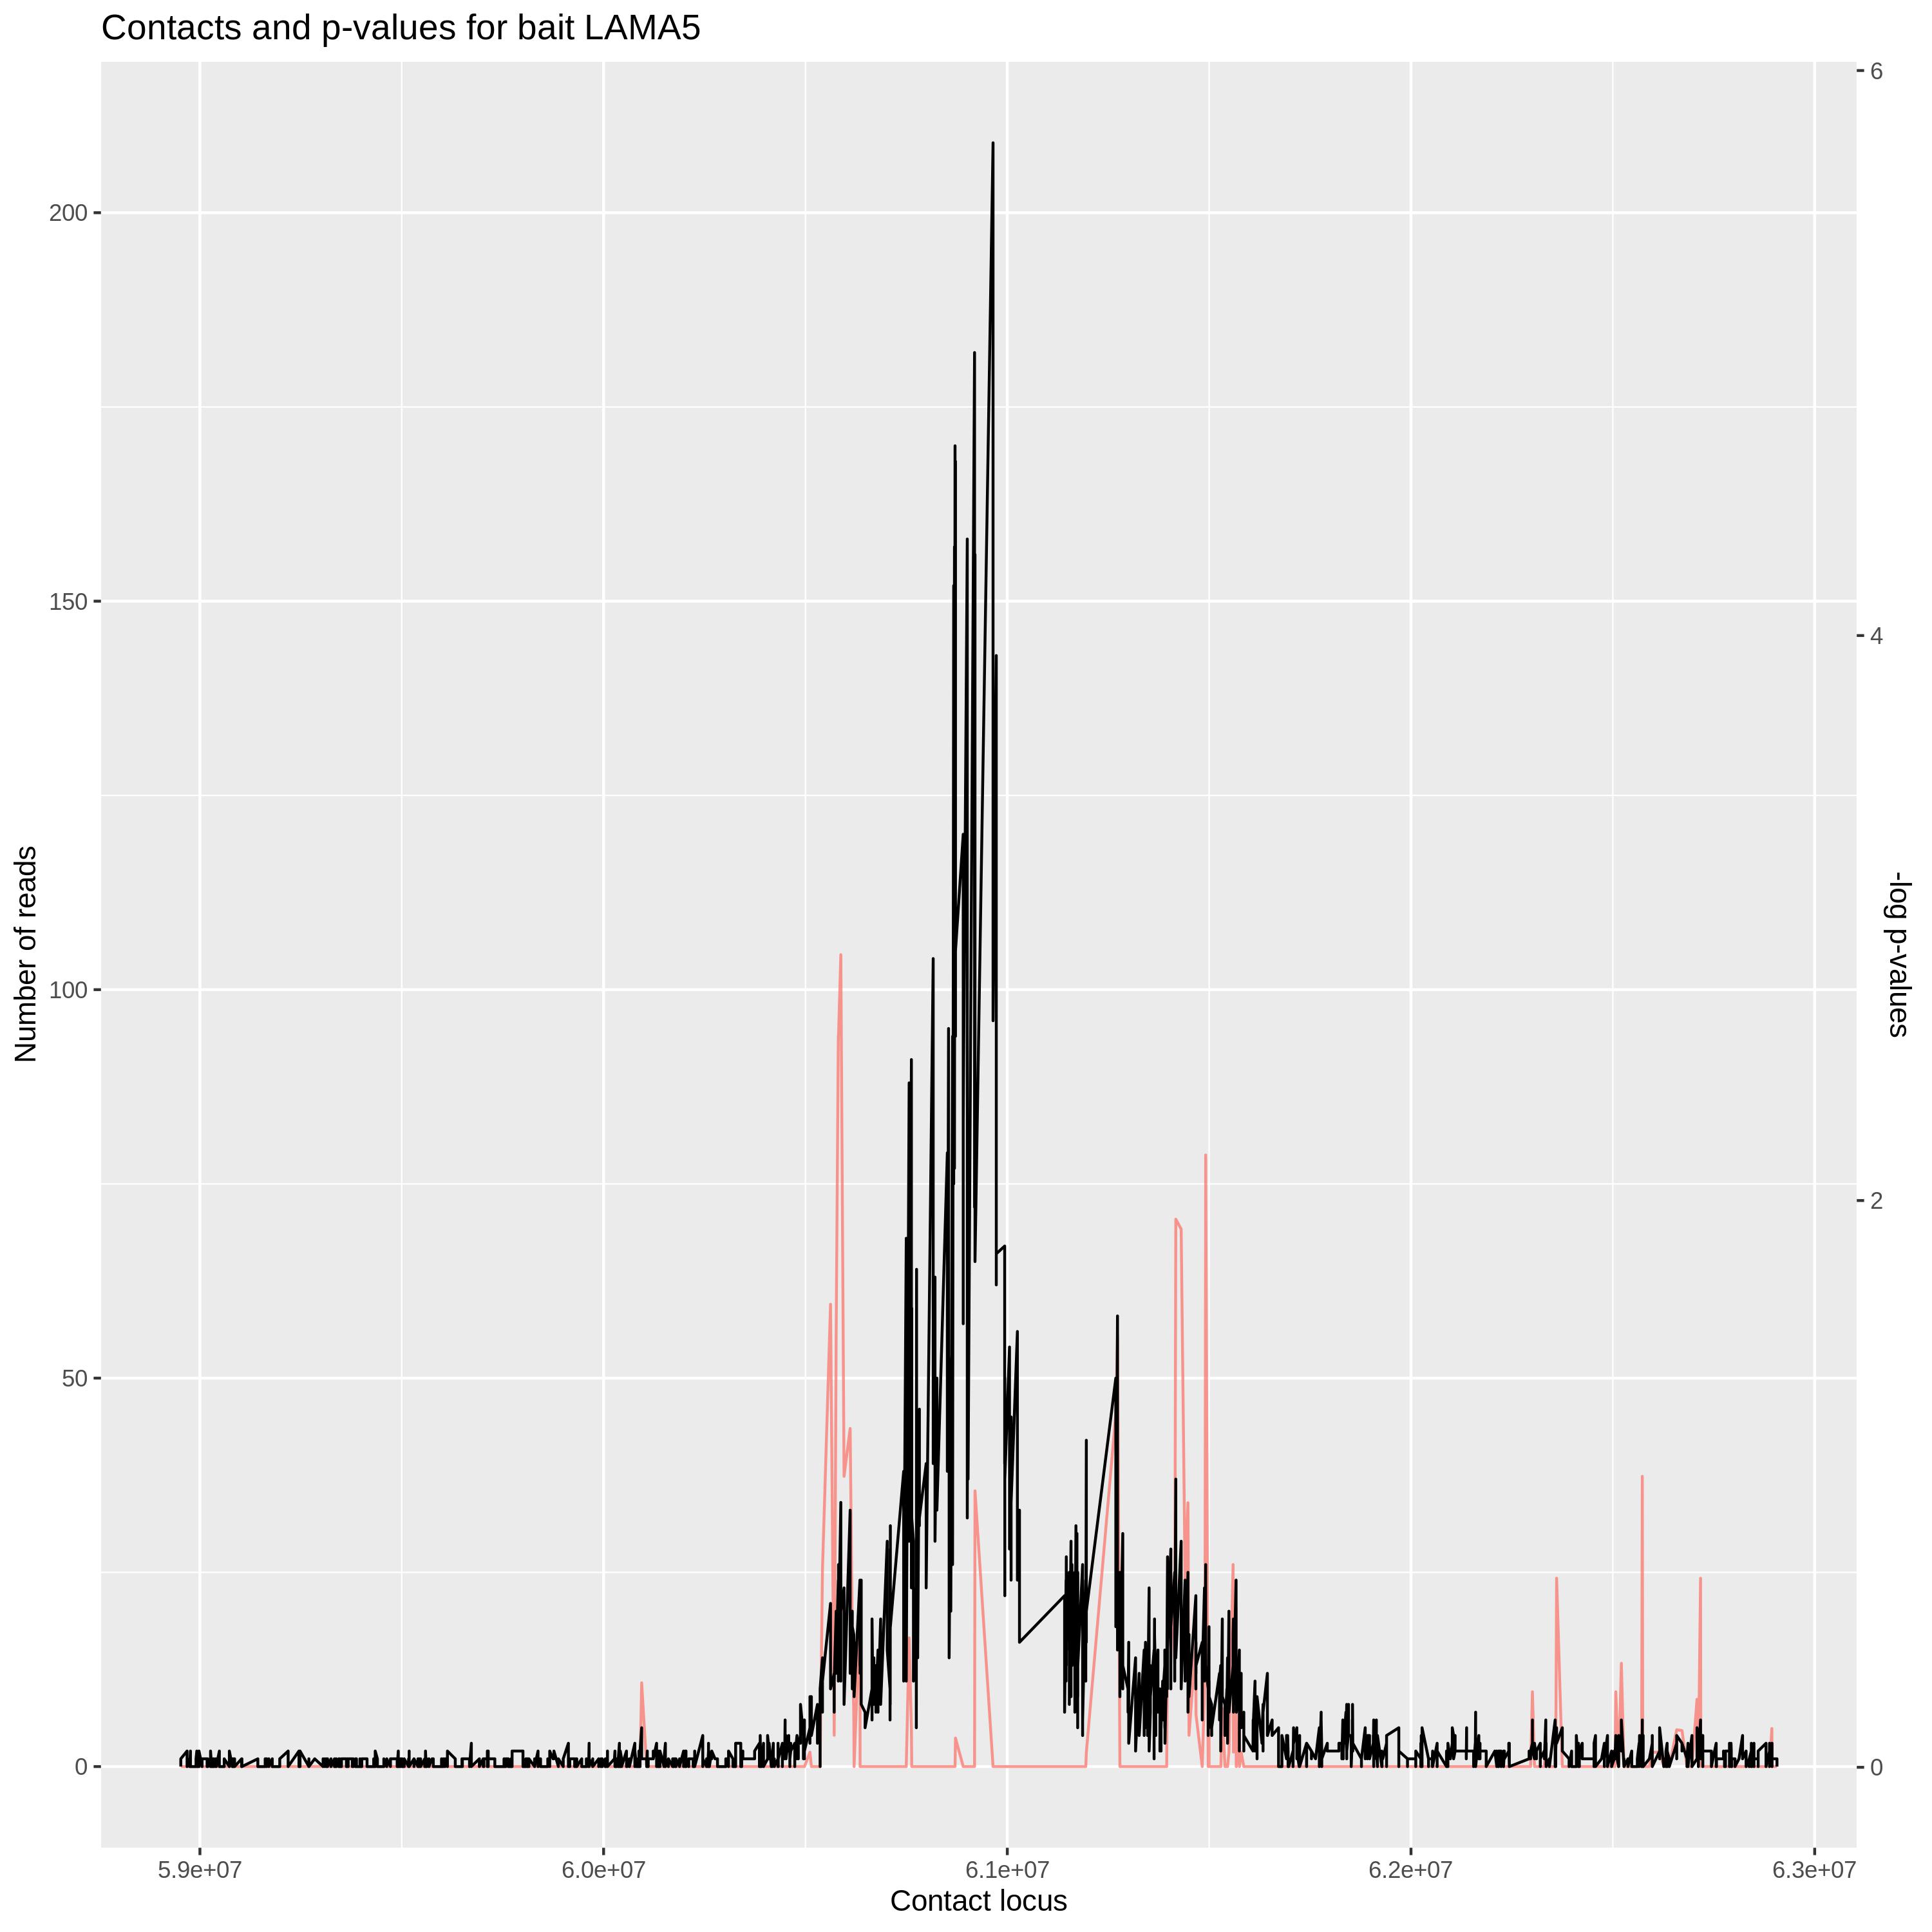 Contacts and p-values for bait LAMA5
6
200
150
4
Number of reads
-log p-values
100
2
50
0
0
5.9e+07 6.0e+07 6.1e+07 6.2e+07 6.3e+07
Contact locus